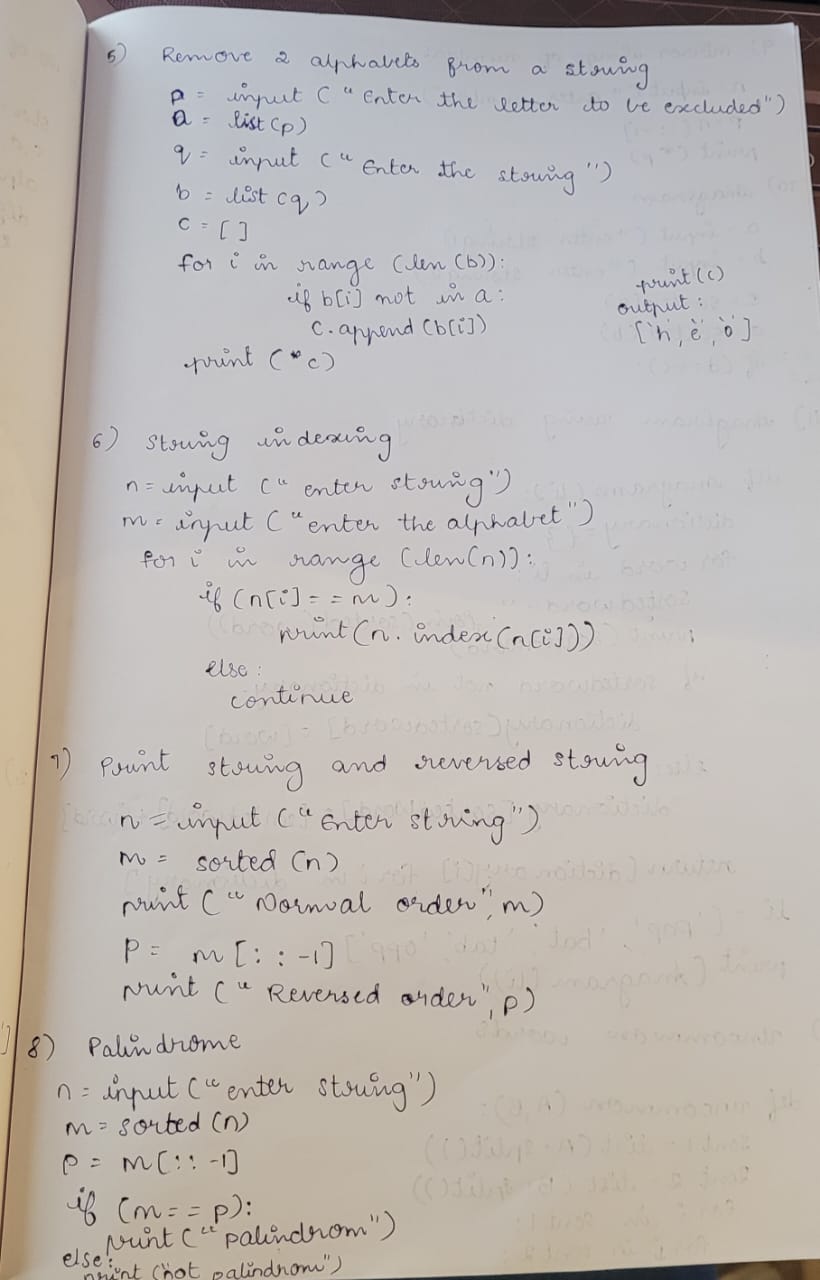 5) Remove 2 alphabets from a string
p = input ("Enter the letter to be excluded")
a = list(p)
q = input ("Enter the string")
b = list(q)
c = []
for i in range (len(b)):
if b[i] not in a:
c.append(b[i])
print (*c)
print(c)
output:
['h', 'e', 'o']
6) String indexing
n = input ("enter string")
m = input ("enter the alphabet")
for i in range (len(n)):
if (n[i] == m):
print(n.index(n[i]))
else:
continue
7) Print string and reversed string
n = input ("Enter string")
m = sorted (n)
print ("Normal order", m)
P = m[::-1]
print ("Reversed order", p)
8) Palindrome
n = input ("enter string")
m = sorted (n)
p = m[::-1]
if (m == p):
print ("palindrom")
else:
print ("not palindrom")